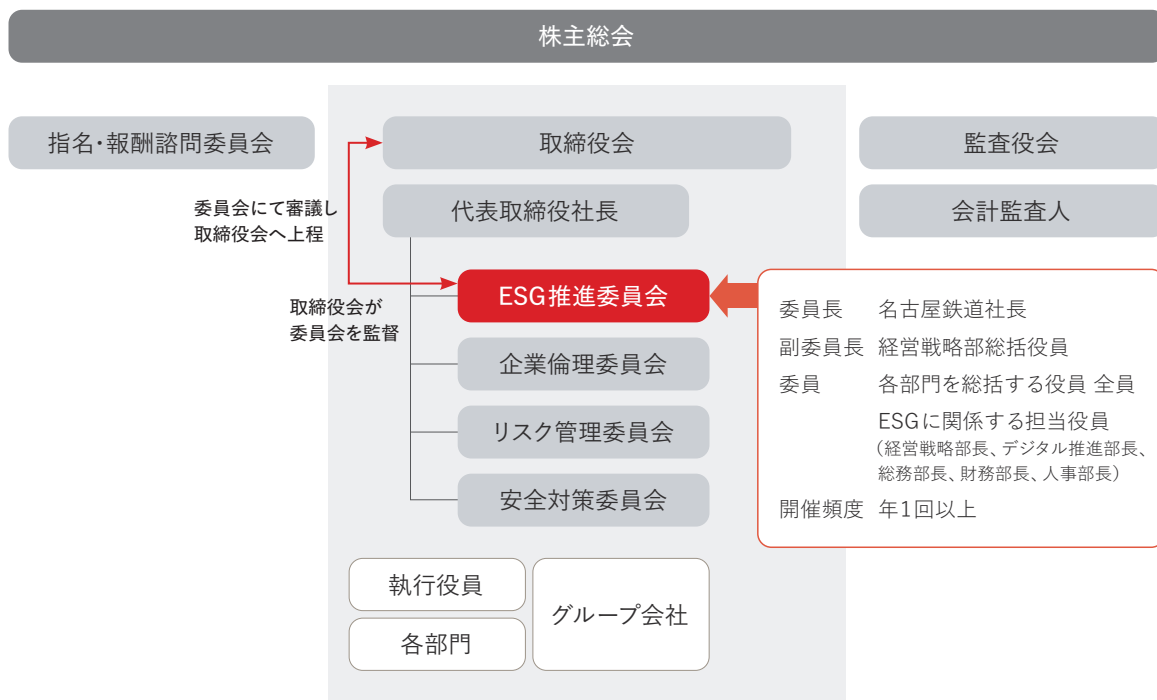 株主総会
指名・報酬諮問委員会
取締役会
監査役会
代表取締役社長
会計監査人
委員会にて審議し
取締役会へ上程
取締役会が
委員会を監督
ESG推進委員会
企業倫理委員会
リスク管理委員会
安全対策委員会
委員長 名古屋鉄道社長
副委員長 経営戦略部総括役員
委員 各部門を総括する役員 全員
ESGに関係する担当役員
（経営戦略部長、デジタル推進部長、
総務部長、財務部長、人事部長）
開催頻度 年1回以上
執行役員
各部門
グループ会社